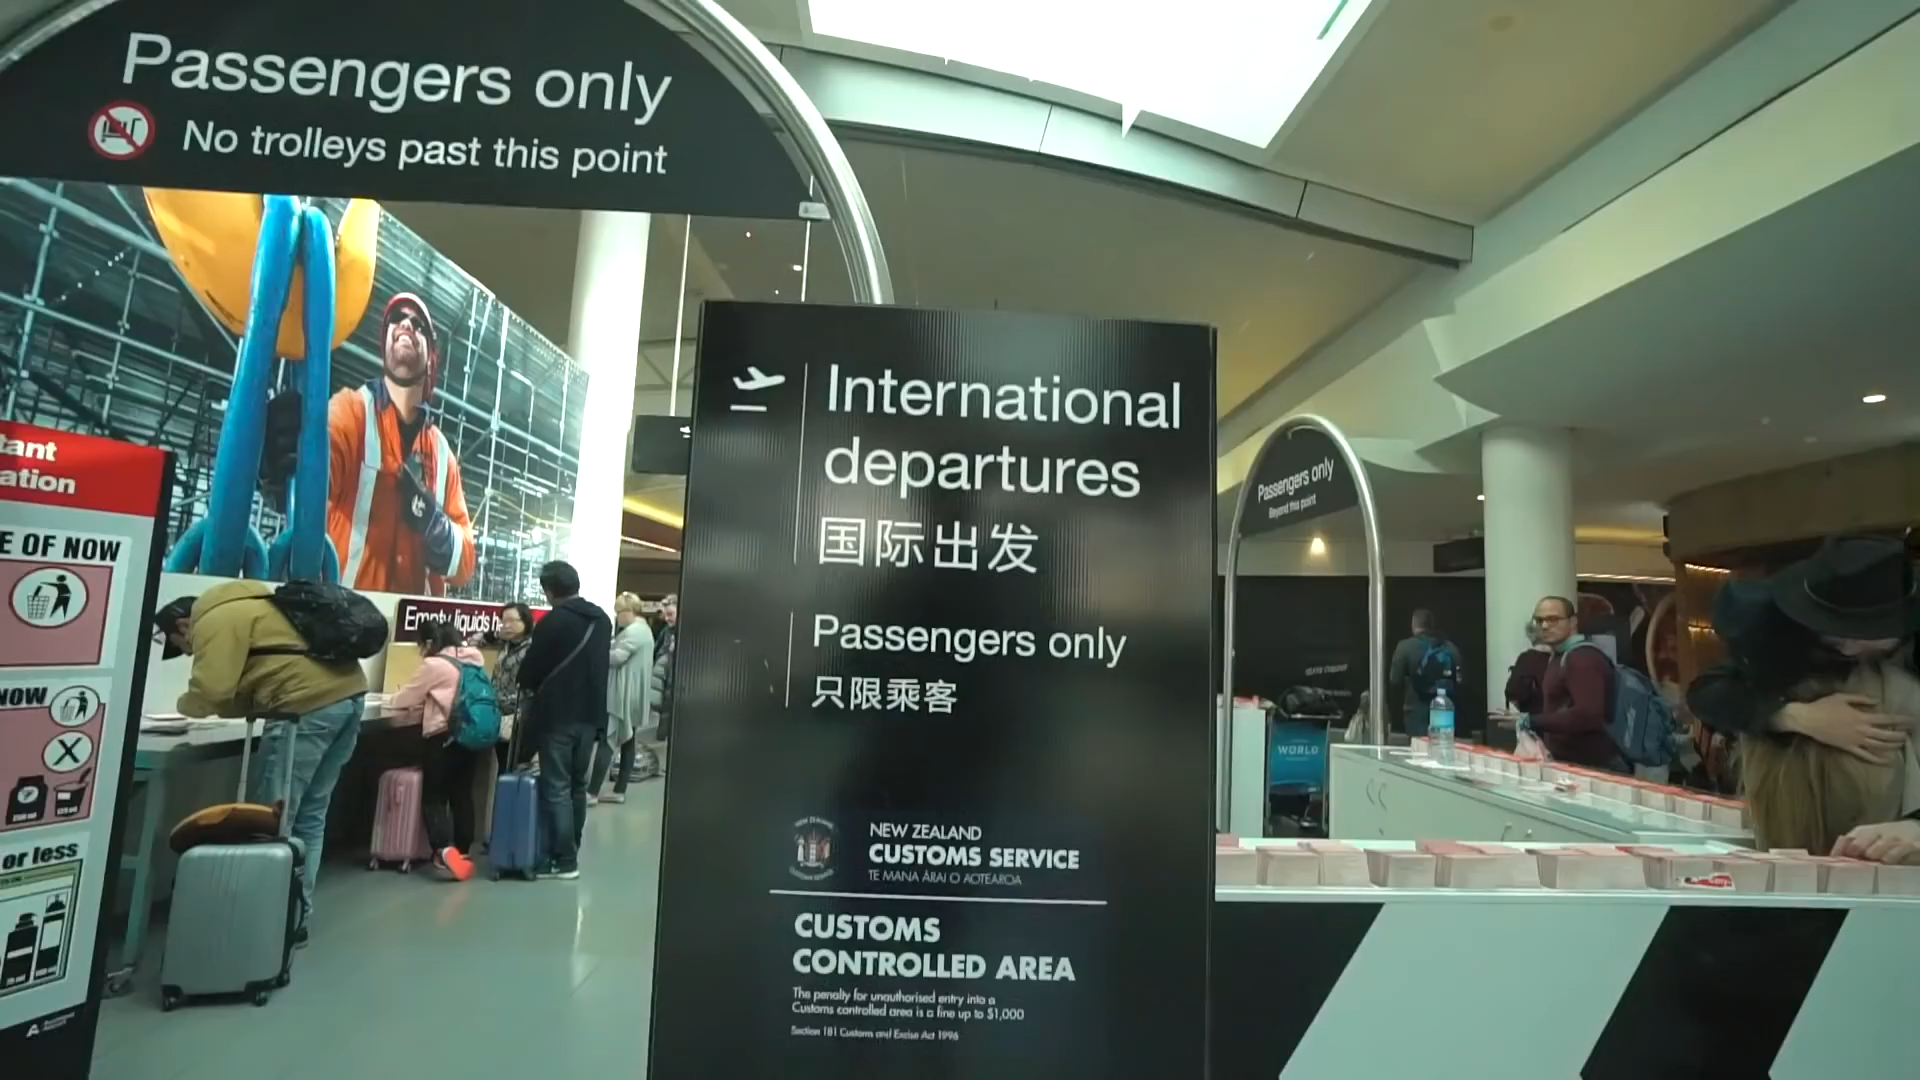 Passengers only
No trolleys past this point
tant
ation
E OF NOW
NOW
or less
Empty liquids h
International
departures
国际出发
Passengers only
只限乘客
NEW ZEALAND
CUSTOMS SERVICE
TE MANA ĀRAI O AOTEAROA
CUSTOMS
CONTROLLED AREA
The penalty for unauthorised entry into a
Customs controlled area is a fine up to $1,000
Section 181 Customs and Excise Act 1996
Passengers only
Beyond this point
WORLD